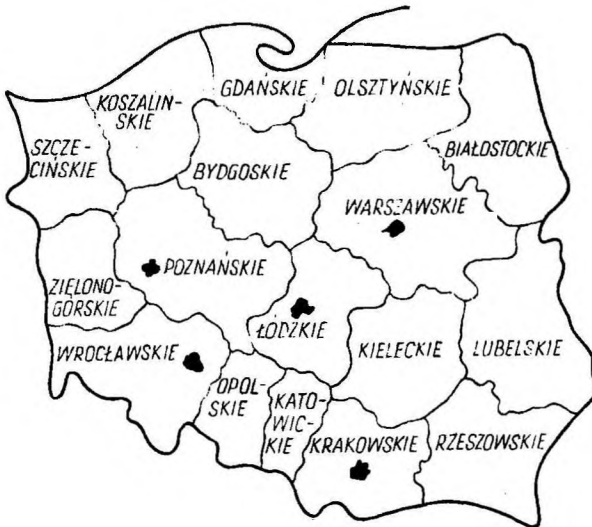 GDAŃSKIE
OLSZTYŃSKIE
KOSZALIN-
SKIE
SZCZE-
CIŃSKIE
BYDGOSKIE
BIAŁOSTOCKIE
WARSZAWSKIE
POZNAŃSKIE
ZIELONO-
GÓRSKIE
ŁÓDZKIE
WROCŁAWSKIE
KIELECKIE
LUBELSKIE
OPOL-
SKIE
KATO-
WIC-
KIE
KRAKOWSKIE
RZESZOWSKIE